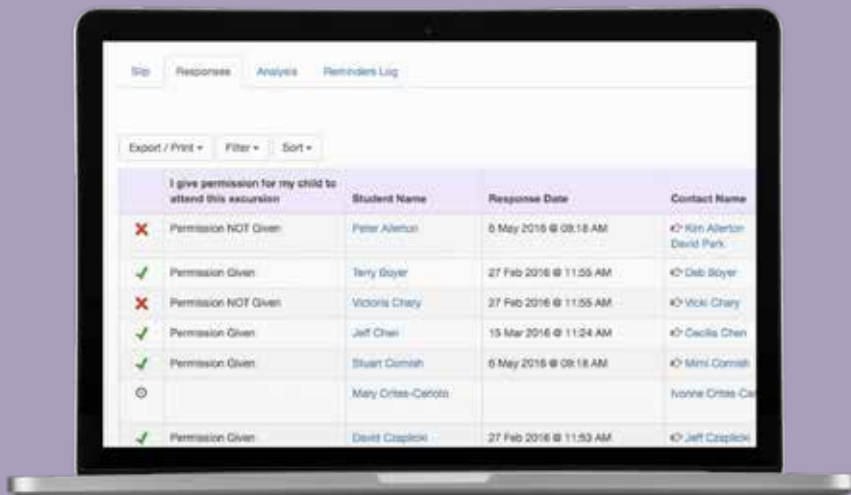 Slip Responses Analysis Reminders Log
Export / Print Filter Sort
I give permission for my child to
attend this excursion Student Name Response Date Contact Name
Permission NOT Given Peter Allerton 6 May 2016 @ 09:18 AM Kim Allerton
David Park
Permission Given Terry Boyer 27 Feb 2016 @ 11:55 AM Deb Boyer
Permission NOT Given Victoria Chary 27 Feb 2016 @ 11:55 AM Vicki Chary
Permission Given Jeff Chen 15 Mar 2016 @ 11:24 AM Cecilia Chen
Permission Given Stuart Cornish 6 May 2016 @ 09:18 AM Mimi Cornish
Mary Crites-Carioto Ivonne Crites-Car
Permission Given David Czaplicki 27 Feb 2016 @ 11:53 AM Jeff Czaplicki